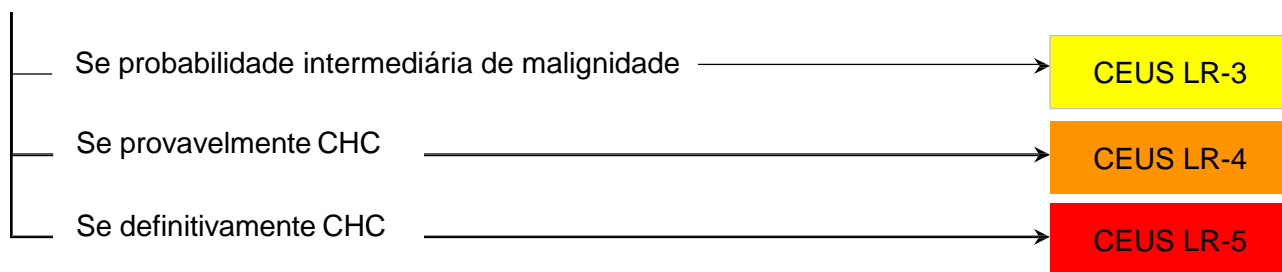 Se probabilidade intermediária de malignidade
CEUS LR-3
Se provavelmente CHC
CEUS LR-4
Se definitivamente CHC
CEUS LR-5